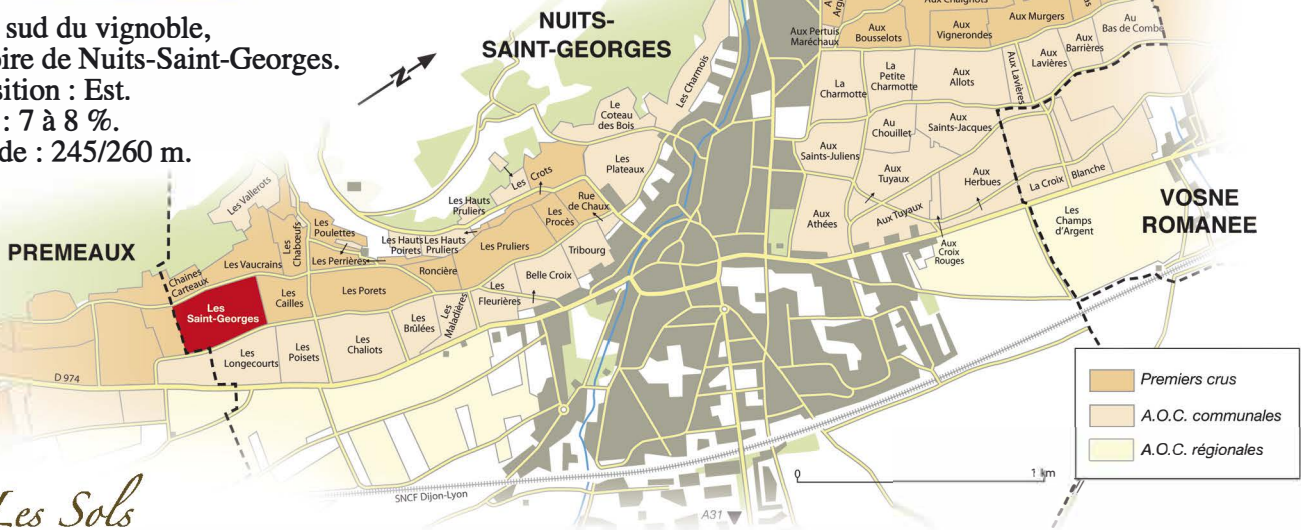 sud du vignoble,
oire de Nuits-Saint-Georges.
sition : Est.
: 7 à 8 %.
de : 245/260 m.
N
NUITS-
SAINT-GEORGES
PREMEAUX
VOSNE
ROMANEE
Aux Chaignots
Aux Pertuis
Maréchaux
Aux
Bousselots
Aux
Vignerondes
Aux Murgers
Au
Bas de Combe
Aux
Barrières
Aux
Lavières
Aux Lavières
La
Charmotte
La
Petite
Charmotte
Aux
Allots
Au
Chouillet
Aux
Saints-Jacques
Aux
Saints-Juliens
Aux
Tuyaux
Aux
Herbues
La Croix Blanche
Aux
Athées
Aux Tuyaux
Aux
Croix
Rouges
Les
Champs
d'Argent
Les Charmois
Le
Coteau
des Bois
Les
Plateaux
Les Crots
Rue
de Chaux
Les
Procès
Les Hauts
Pruliers
Les Hauts
Poirets
Les Hauts
Pruliers
Les Pruliers
Tribourg
Les Vallerots
Les
Poulettes
Les
Chabœufs
Les Perrières
Les Vaucrains
Roncière
Belle Croix
Chaines
Carteaux
Les
Saint-Georges
Les
Cailles
Les Porets
Les
Fleurières
Les
Maladières
Les
Brûlées
Les
Longecourts
Les
Poisets
Les
Chaliots
D 974
SNCF Dijon-Lyon
A31
0
1 km
Premiers crus
A.O.C. communales
A.O.C. régionales
Les Sols